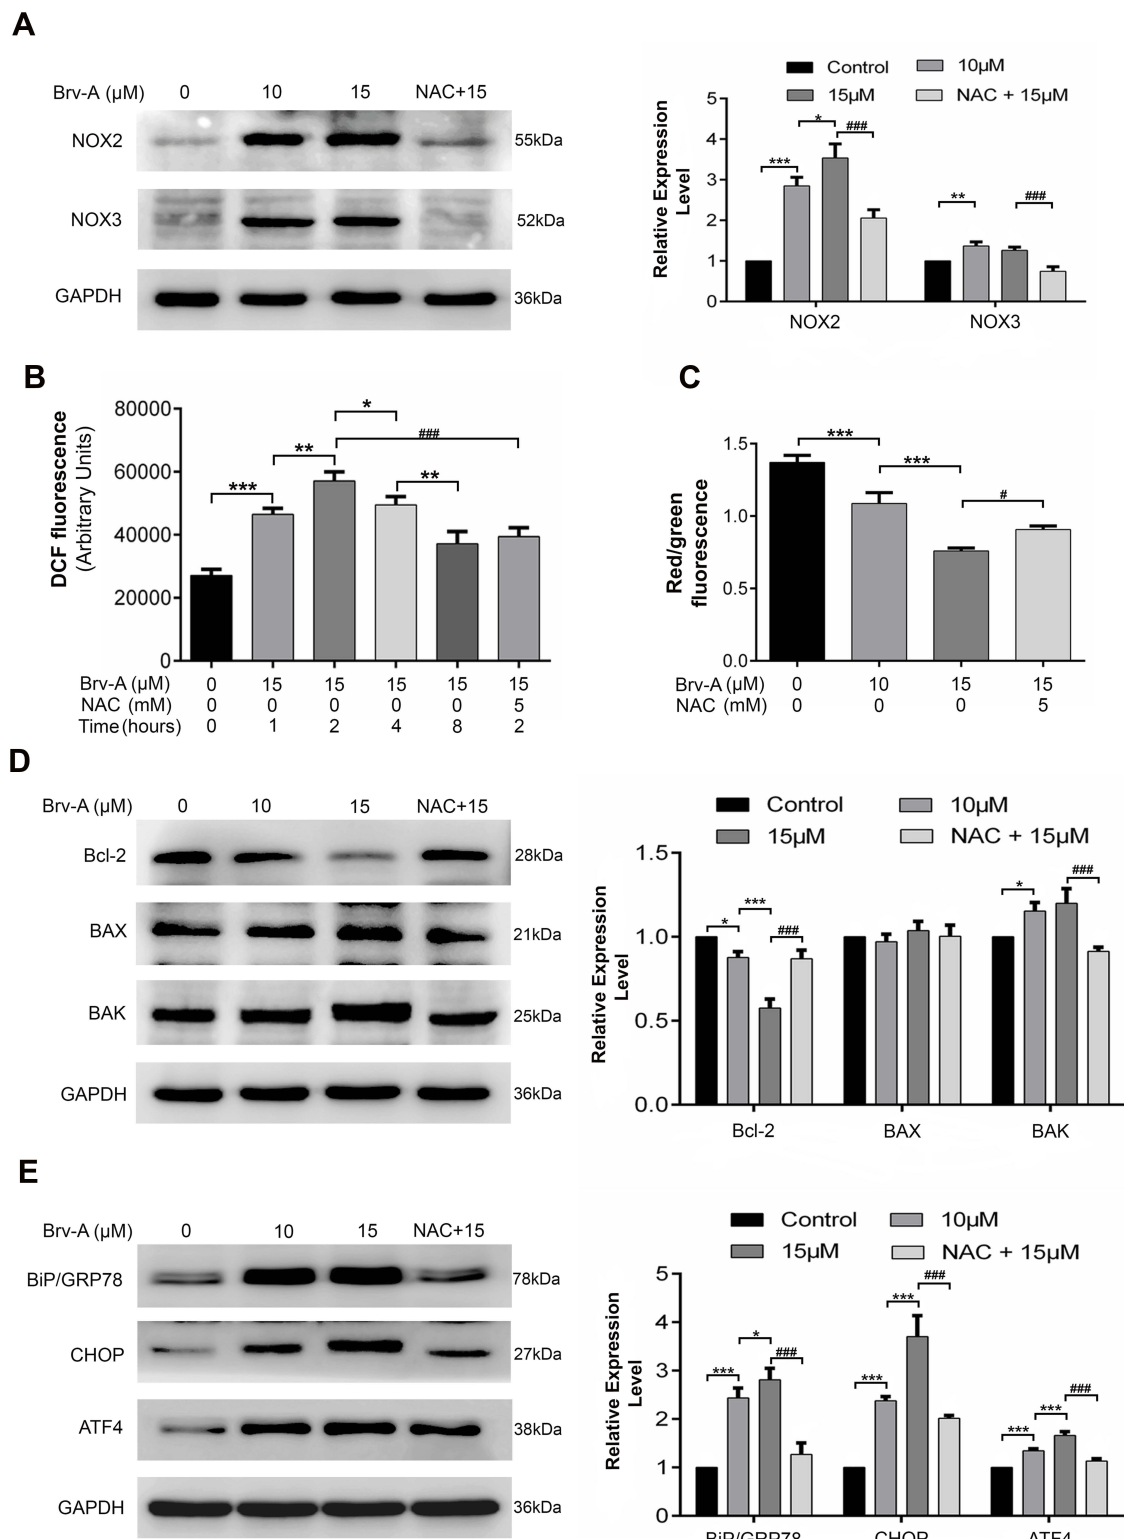 A
Brv-A (µM) 0 10 15 NAC+15
NOX2 55kDa
NOX3 52kDa
GAPDH 36kDa
Control 10µM
15µM NAC + 15µM
Relative Expression
Level
5
4
3
2
1
0
*** * ###
** ###
NOX2 NOX3
B
DCF fluorescence
(Arbitrary Units)
80000
60000
40000
20000
0
*** ** * ### **
Brv-A (µM) 0 15 15 15 15 15
NAC (mM) 0 0 0 0 0 5
Time (hours) 0 1 2 4 8 2
C
Red/green
fluorescence
1.5
1.0
0.5
0.0
*** *** #
Brv-A (µM) 0 10 15 15
NAC (mM) 0 0 0 5
D
Brv-A (µM) 0 10 15 NAC+15
Bcl-2 28kDa
BAX 21kDa
BAK 25kDa
GAPDH 36kDa
Control 10µM
15µM NAC + 15µM
Relative Expression
Level
1.5
1.0
0.5
0.0
* *** ###
* ###
Bcl-2 BAX BAK
E
Brv-A (µM) 0 10 15 NAC+15
BiP/GRP78 78kDa
CHOP 27kDa
ATF4 38kDa
GAPDH 36kDa
Control 10µM
15µM NAC + 15µM
Relative Expression
Level
5
4
3
2
1
0
*** * ###
*** *** ###
*** *** ###
BiP/GRP78 CHOP ATF4